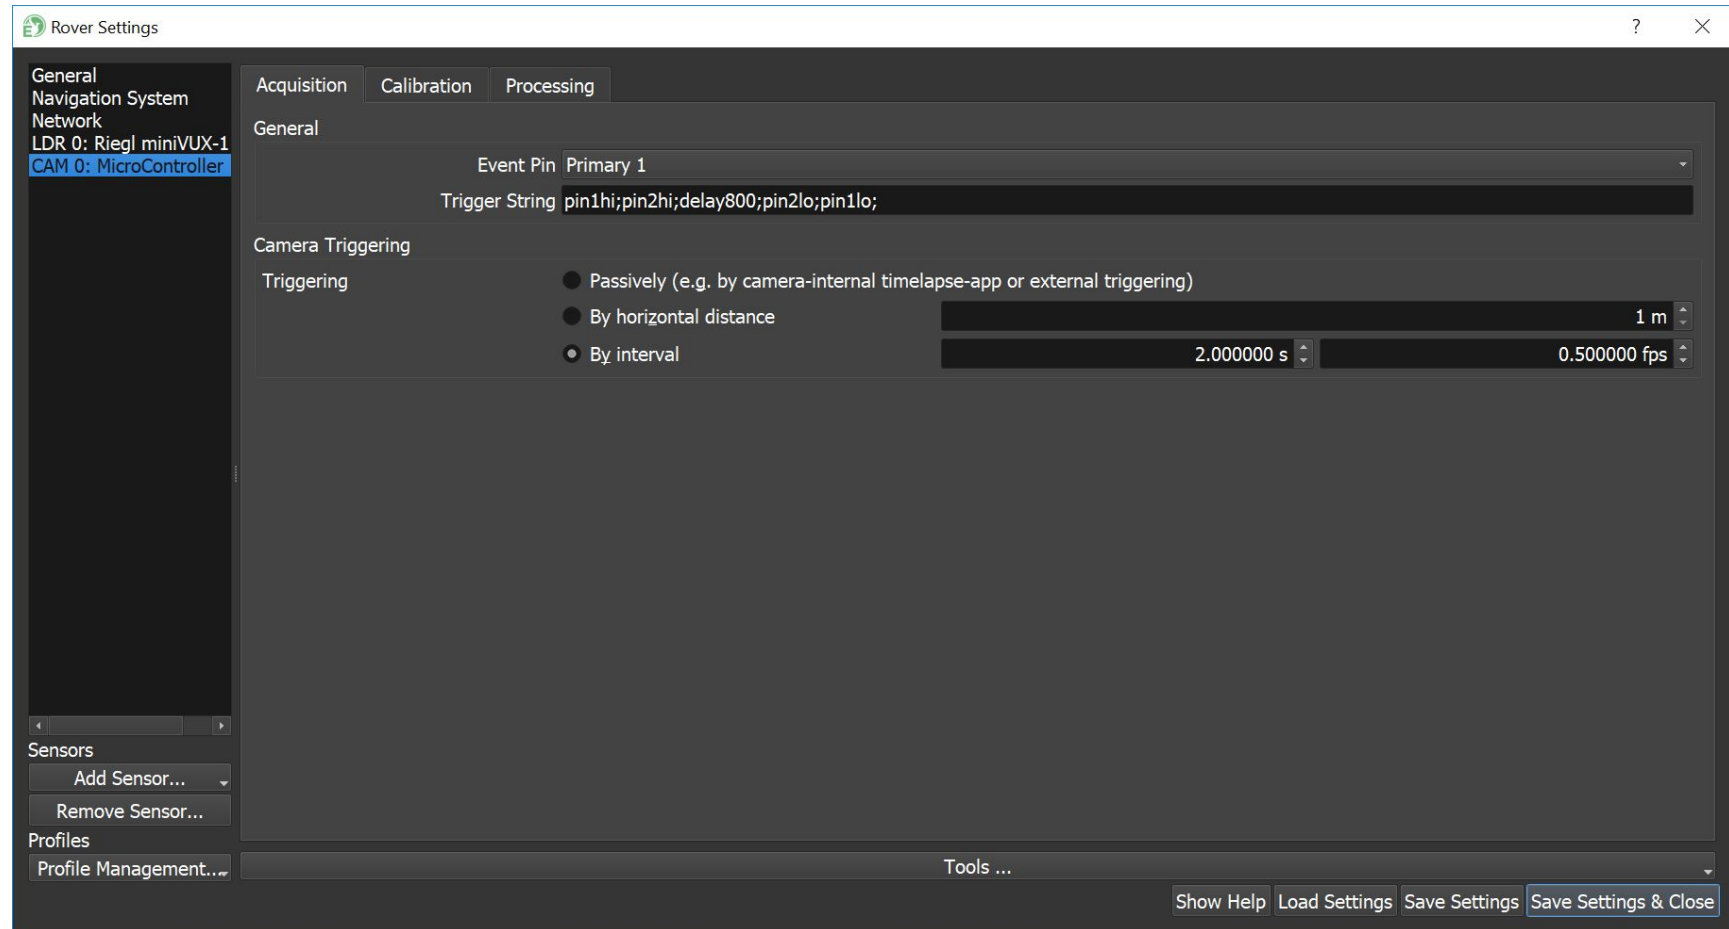 Rover Settings
?
General
Navigation System
Network
LDR 0: Riegl miniVUX-1
CAM 0: MicroController
Acquisition Calibration Processing
General
Event Pin Primary 1
Trigger String pin1hi;pin2hi;delay800;pin2lo;pin1lo;
Camera Triggering
Triggering Passively (e.g. by camera-internal timelapse-app or external triggering)
By horizontal distance 1 m
By interval 2.000000 s 0.500000 fps
Sensors
Add Sensor...
Remove Sensor...
Profiles
Profile Management...
Tools ...
Show Help Load Settings Save Settings Save Settings & Close